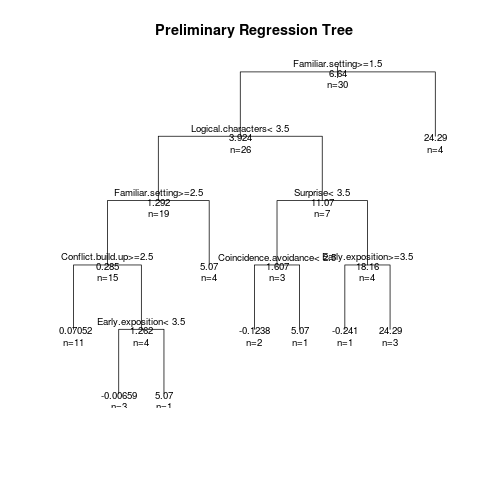 Preliminary Regression Tree
Familiar.setting>=1.5
6.64
n=30
Logical.characters< 3.5
3.924
n=26
24.29
n=4
Familiar.setting>=2.5
1.292
n=19
Surprise< 3.5
11.07
n=7
Conflict.build.up>=2.5
0.285
n=15
5.07
n=4
Coincidence.avoidance<
1.607
n=3
Early.exposition>=3.5
18.16
n=4
0.07052
n=11
Early.exposition< 3.5
1.262
n=4
-0.1238
n=2
5.07
n=1
-0.241
n=1
24.29
n=3
-0.00659
n=3
5.07
n=1